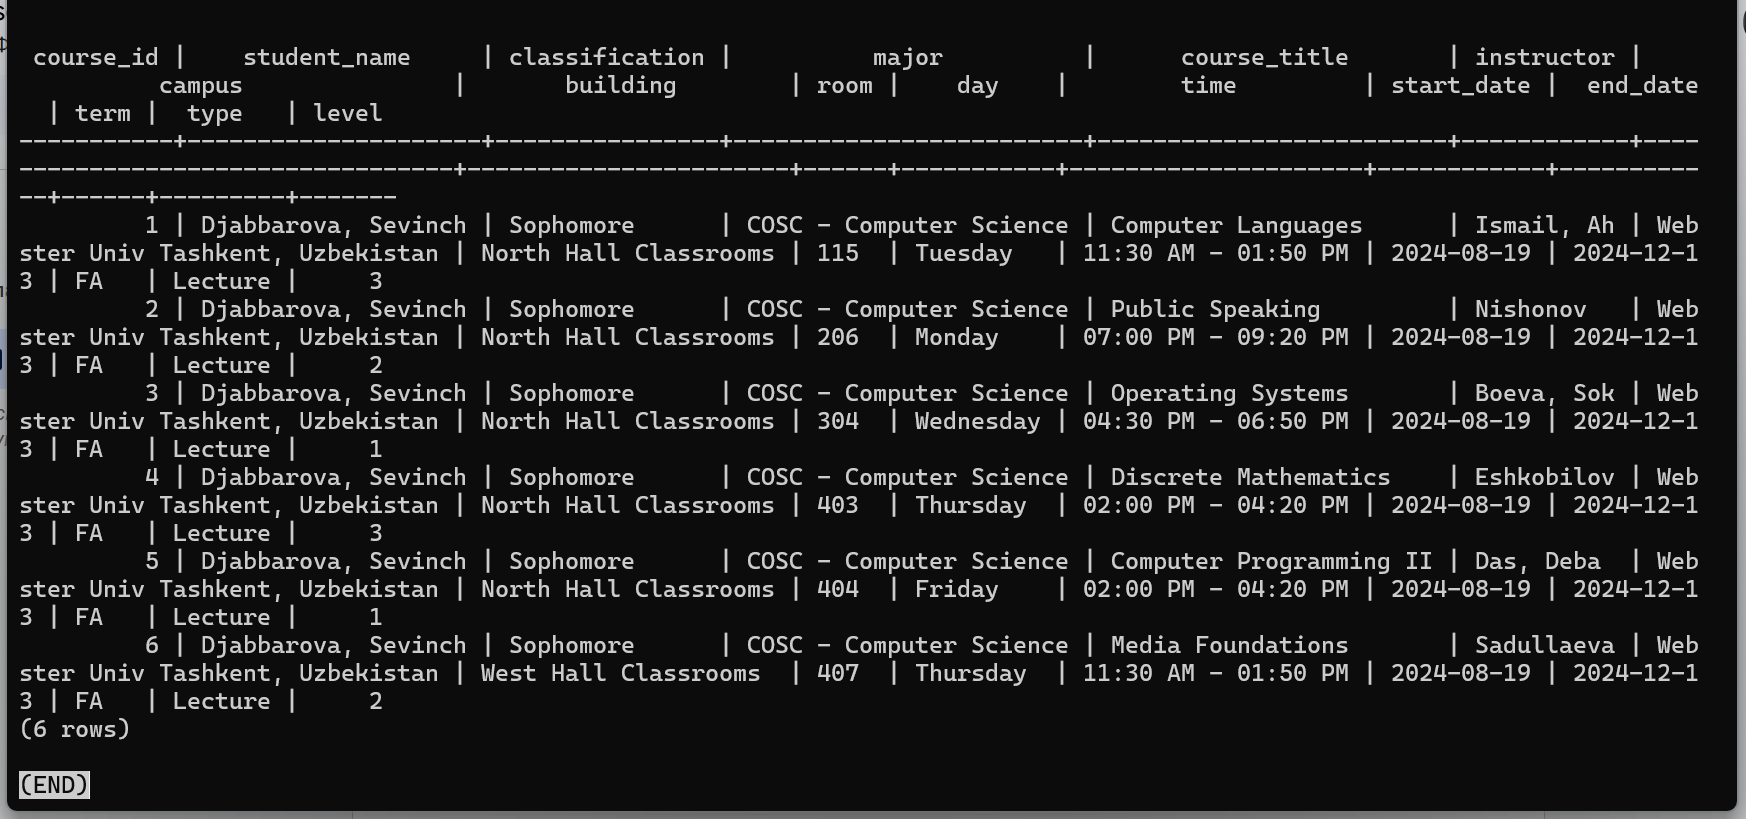 course_id |    student_name     | classification |          major          |      course_title       | instructor |
          campus               |       building        | room |    day    |        time         | start_date |  end_date
  | term |  type   | level
-----------+---------------------+----------------+-------------------------+-------------------------+------------+----
-------------------------------+-----------------------+------+-----------+---------------------+------------+----------
--+------+---------+-------
         1 | Djabbarova, Sevinch | Sophomore      | COSC - Computer Science | Computer Languages      | Ismail, Ah | Web
ster Univ Tashkent, Uzbekistan | North Hall Classrooms | 115  | Tuesday   | 11:30 AM - 01:50 PM | 2024-08-19 | 2024-12-1
3 | FA   | Lecture |     3
         2 | Djabbarova, Sevinch | Sophomore      | COSC - Computer Science | Public Speaking         | Nishonov   | Web
ster Univ Tashkent, Uzbekistan | North Hall Classrooms | 206  | Monday    | 07:00 PM - 09:20 PM | 2024-08-19 | 2024-12-1
3 | FA   | Lecture |     2
         3 | Djabbarova, Sevinch | Sophomore      | COSC - Computer Science | Operating Systems       | Boeva, Sok | Web
ster Univ Tashkent, Uzbekistan | North Hall Classrooms | 304  | Wednesday | 04:30 PM - 06:50 PM | 2024-08-19 | 2024-12-1
3 | FA   | Lecture |     1
         4 | Djabbarova, Sevinch | Sophomore      | COSC - Computer Science | Discrete Mathematics    | Eshkobilov | Web
ster Univ Tashkent, Uzbekistan | North Hall Classrooms | 403  | Thursday  | 02:00 PM - 04:20 PM | 2024-08-19 | 2024-12-1
3 | FA   | Lecture |     3
         5 | Djabbarova, Sevinch | Sophomore      | COSC - Computer Science | Computer Programming II | Das, Deba  | Web
ster Univ Tashkent, Uzbekistan | North Hall Classrooms | 404  | Friday    | 02:00 PM - 04:20 PM | 2024-08-19 | 2024-12-1
3 | FA   | Lecture |     1
         6 | Djabbarova, Sevinch | Sophomore      | COSC - Computer Science | Media Foundations       | Sadullaeva | Web
ster Univ Tashkent, Uzbekistan | West Hall Classrooms  | 407  | Thursday  | 11:30 AM - 01:50 PM | 2024-08-19 | 2024-12-1
3 | FA   | Lecture |     2
(6 rows)
(END)